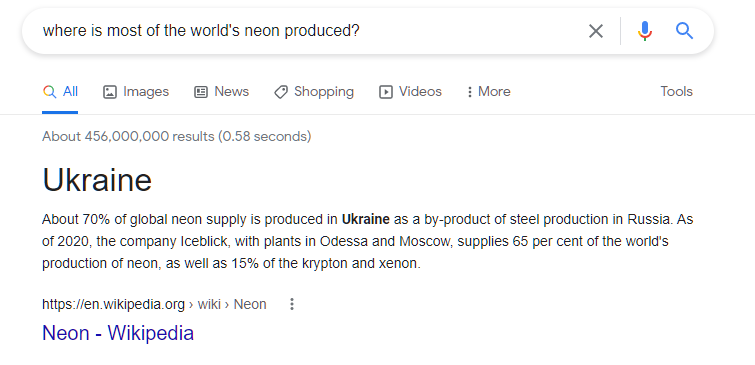 where is most of the world's neon produced?
All Images News Shopping Videos More Tools
About 456,000,000 results (0.58 seconds)
Ukraine
About 70% of global neon supply is produced in Ukraine as a by-product of steel production in Russia. As
of 2020, the company Iceblick, with plants in Odessa and Moscow, supplies 65 per cent of the world's
production of neon, as well as 15% of the krypton and xenon.
https://en.wikipedia.org › wiki › Neon
Neon - Wikipedia